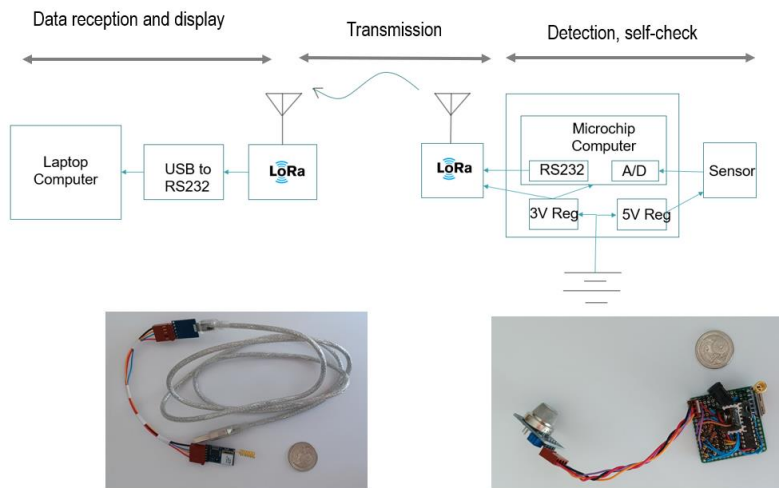 Data reception and display
Transmission
Detection, self-check
Laptop
Computer
USB to
RS232
LoRa
LoRa
Microchip
Computer
RS232
A/D
Sensor
3V Reg
5V Reg